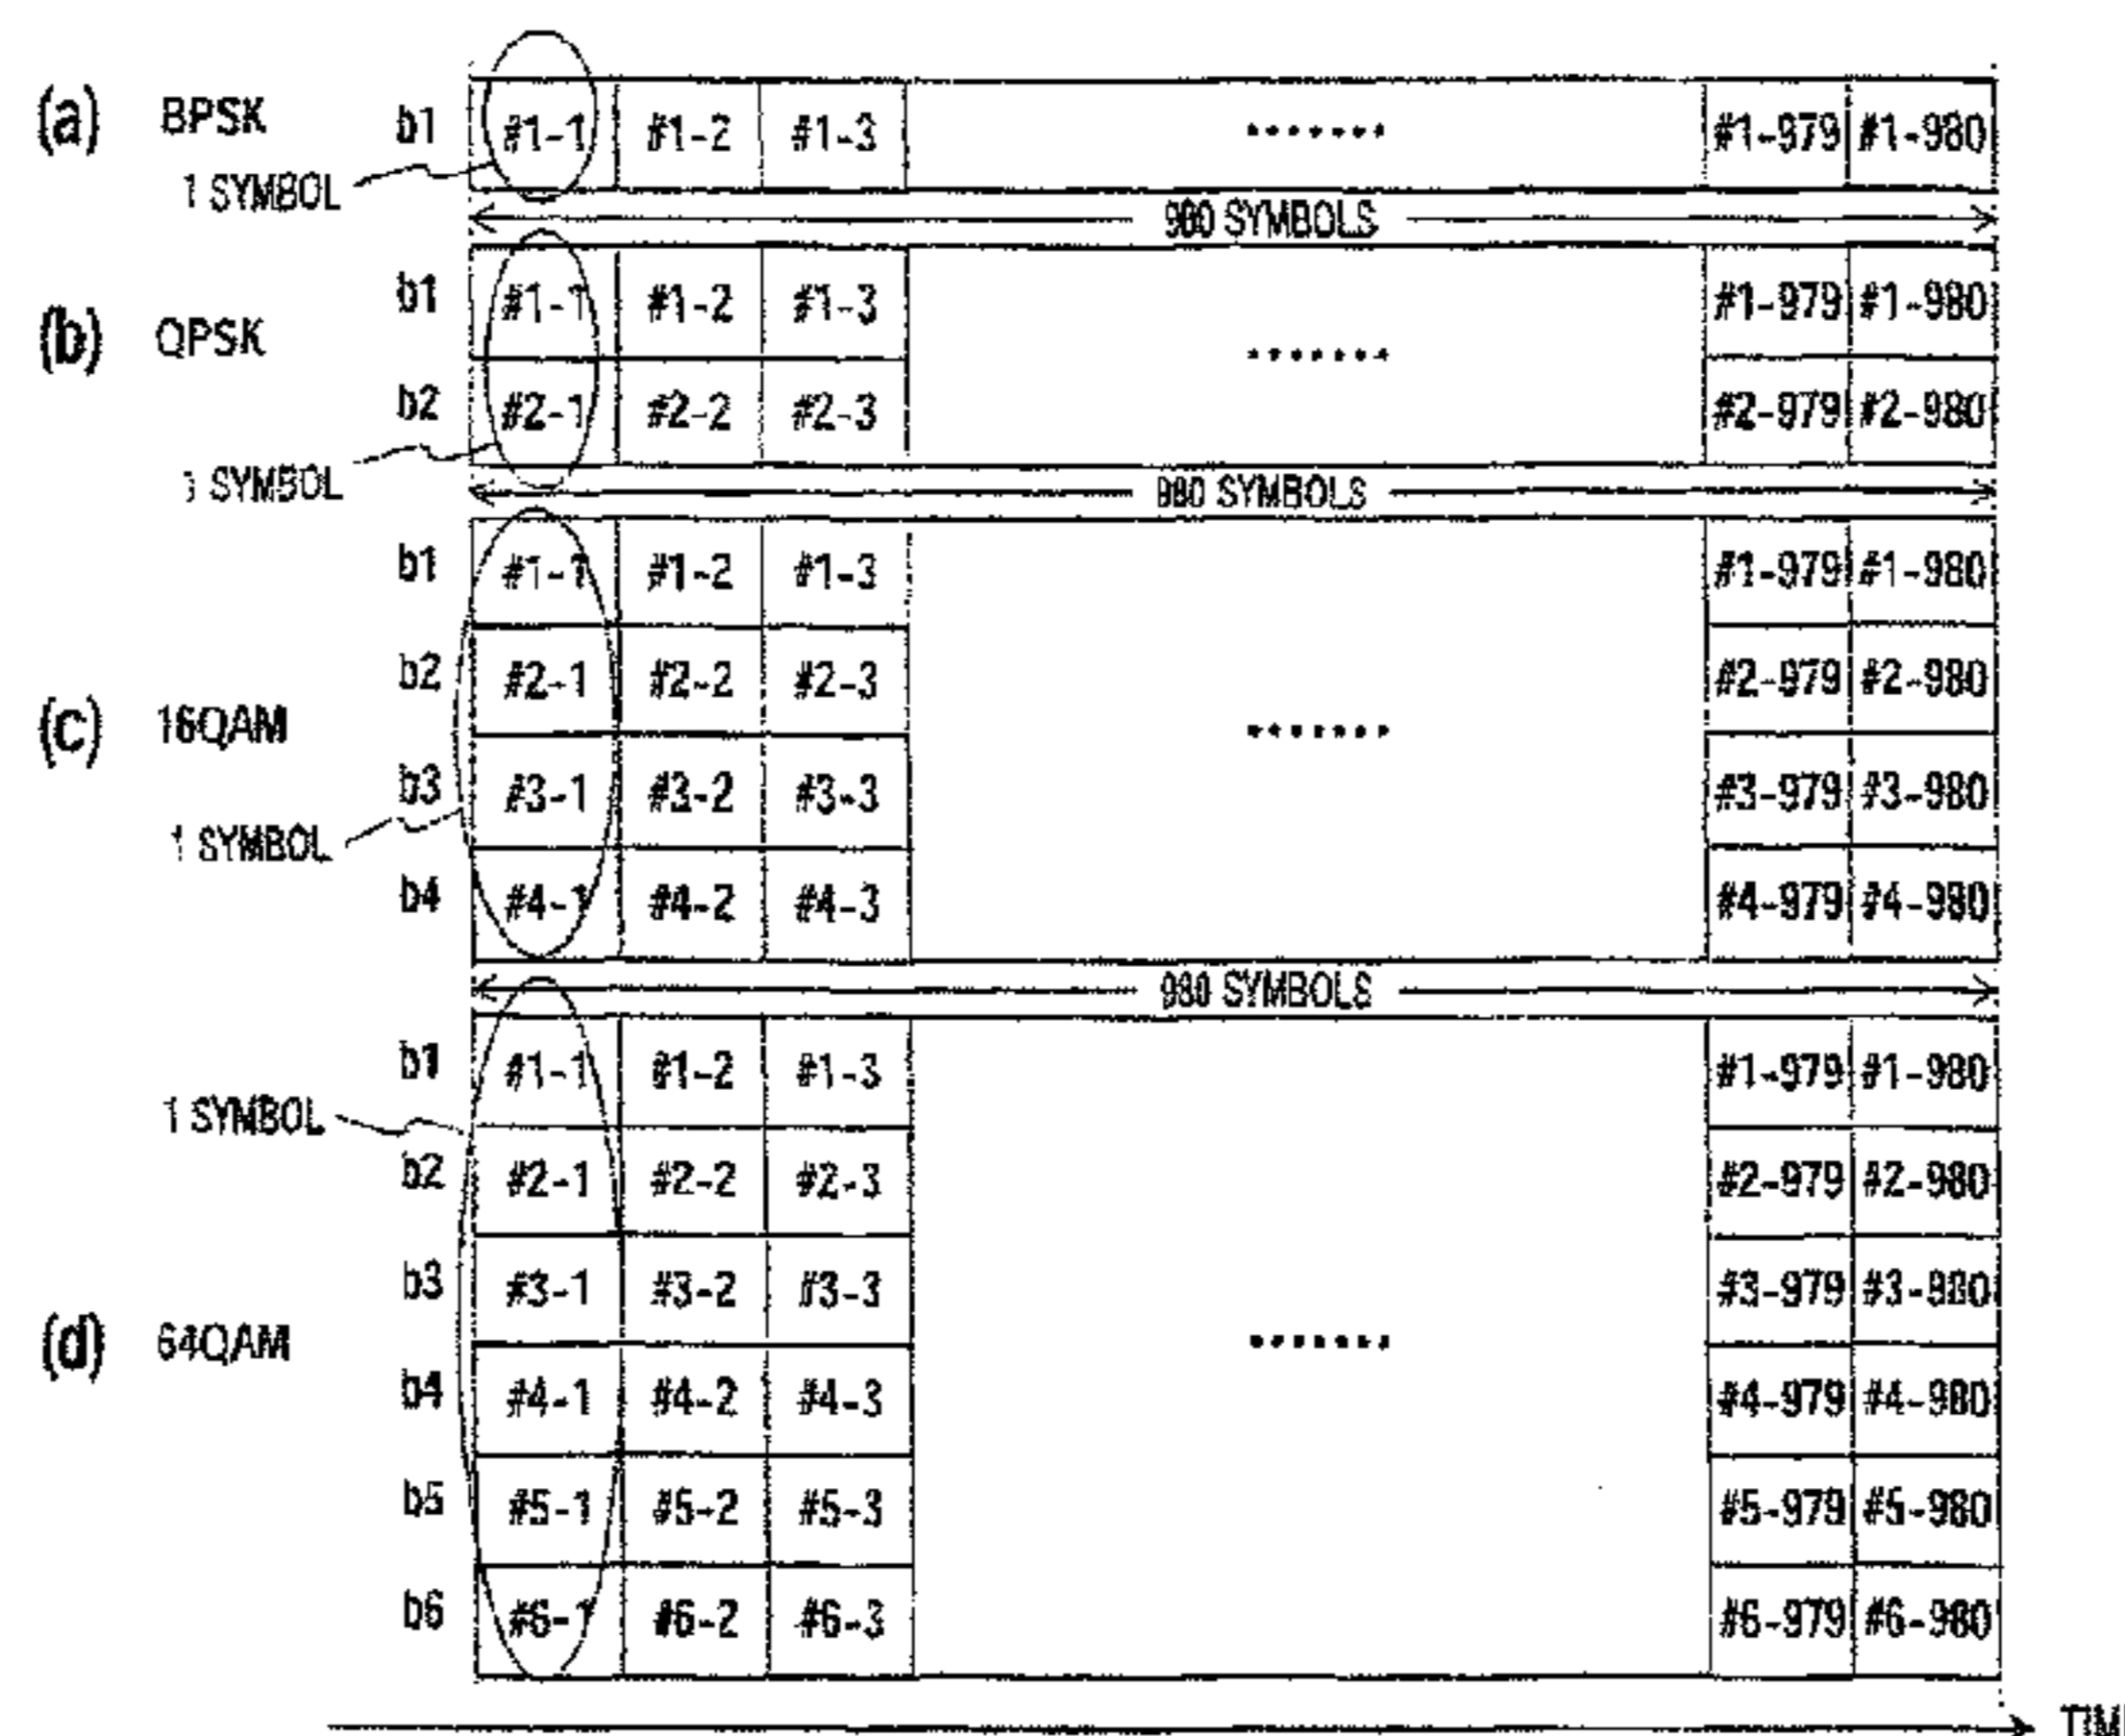 (a) BPSK b1 #1-1 #1-2 #1-3 ....... #1-979 #1-980
1 SYMBOL
980 SYMBOLS
(b) QPSK
b1 #1-1 #1-2 #1-3 #1-979 #1-980
.......
b2 #2-1 #2-2 #2-3 #2-979 #2-980
1 SYMBOL
980 SYMBOLS
b1 #1-1 #1-2 #1-3 #1-979 #1-980
b2 #2-1 #2-2 #2-3 #2-979 #2-980
(c) 16QAM .......
b3 #3-1 #3-2 #3-3 #3-979 #3-980
1 SYMBOL
b4 #4-1 #4-2 #4-3 #4-979 #4-980
980 SYMBOLS
b1 #1-1 #1-2 #1-3 #1-979 #1-980
1 SYMBOL
b2 #2-1 #2-2 #2-3 #2-979 #2-980
b3 #3-1 #3-2 #3-3 #3-979 #3-980
(d) 64QAM .......
b4 #4-1 #4-2 #4-3 #4-979 #4-980
b5 #5-1 #5-2 #5-3 #5-979 #5-980
b6 #6-1 #6-2 #6-3 #6-979 #6-980